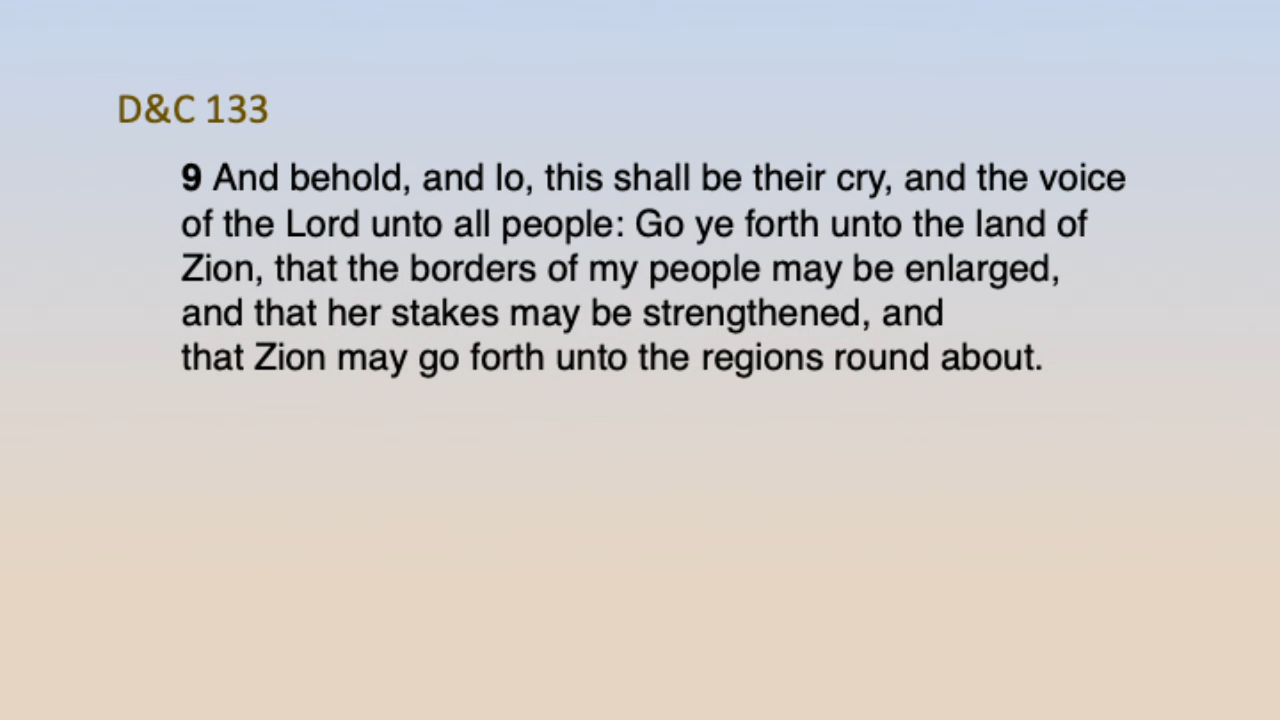 D&C 133
9 And behold, and lo, this shall be their cry, and the voice
of the Lord unto all people: Go ye forth unto the land of
Zion, that the borders of my people may be enlarged,
and that her stakes may be strengthened, and
that Zion may go forth unto the regions round about.